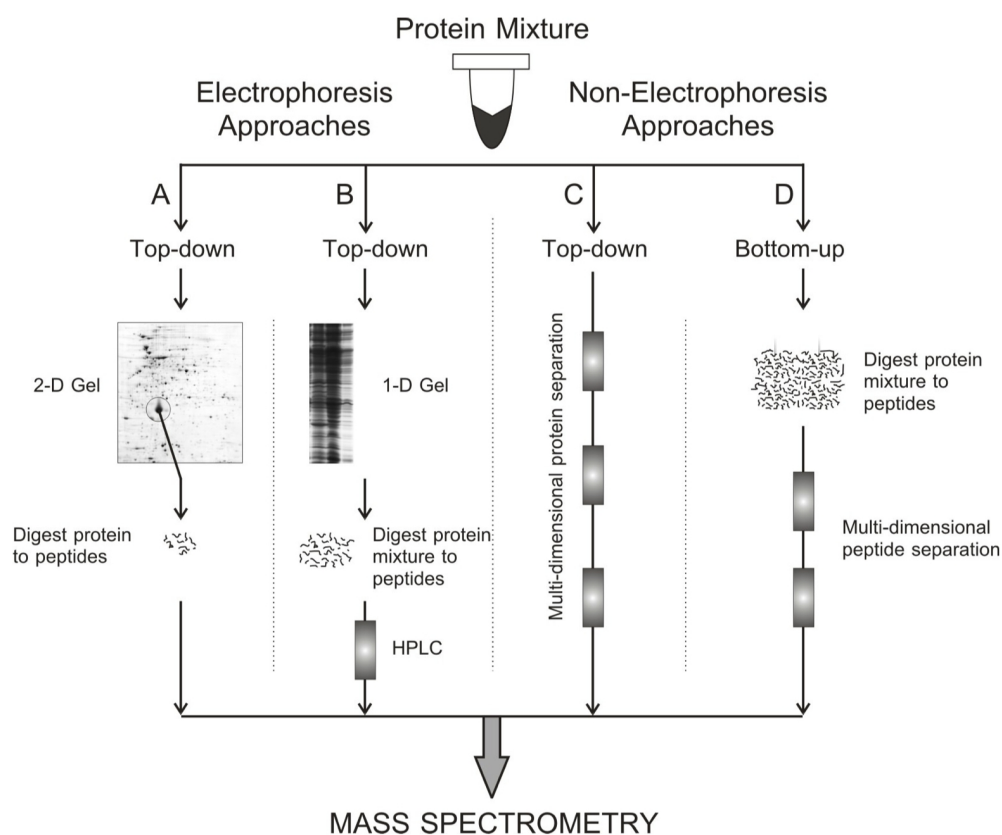 Protein Mixture
Electrophoresis
Approaches
Non-Electrophoresis
Approaches
A
B
C
D
Top-down
Top-down
Top-down
Bottom-up
2-D Gel
1-D Gel
Multi-dimensional protein separation
Digest protein
mixture to
peptides
Digest protein
to peptides
Digest protein
mixture to
peptides
Multi-dimensional
peptide separation
HPLC
MASS SPECTROMETRY